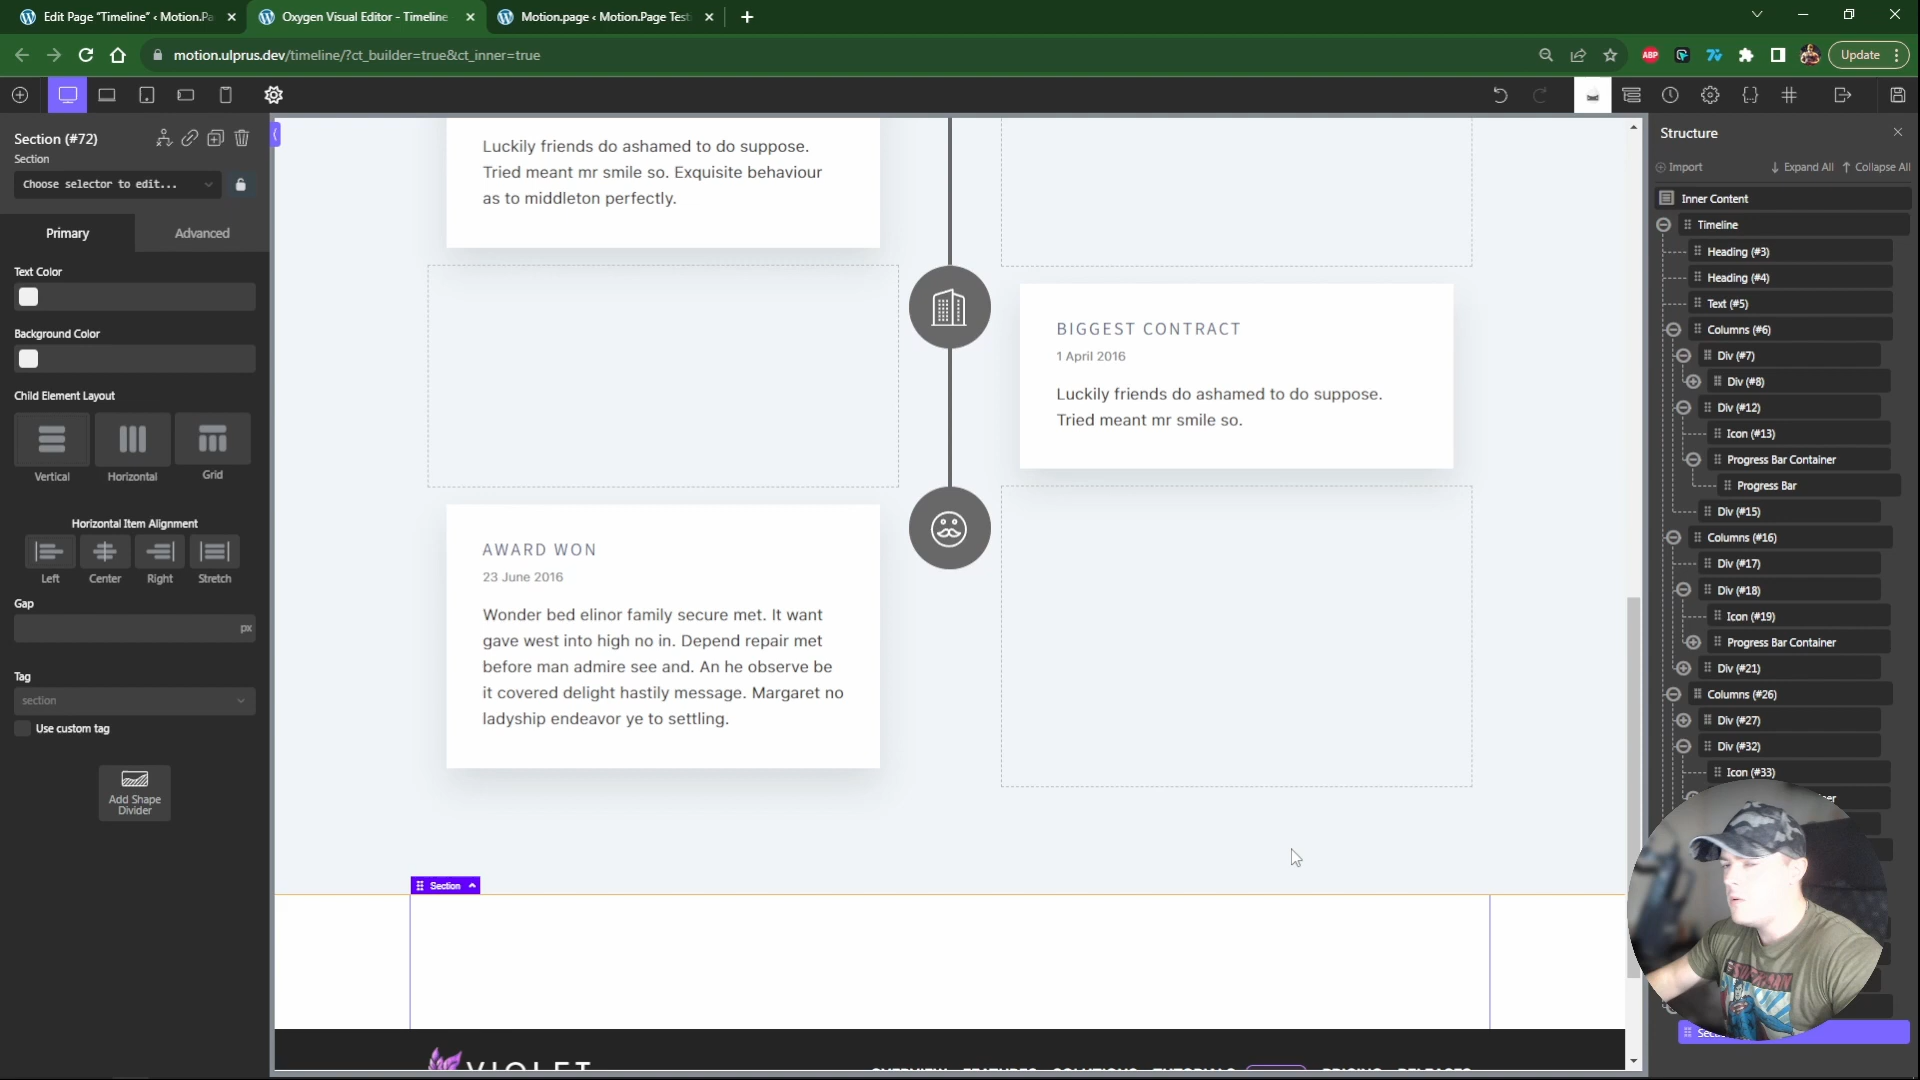 Edit Page "Timeline" ‹ Motion.Pa
Oxygen Visual Editor - Timeline
Motion.page ‹ Motion.Page Test
motion.ulprus.dev/timeline/?ct_builder=true&ct_inner=true
ABP
Update
Section (#72)
Section
Choose selector to edit...
Primary
Advanced
Text Color
Background Color
Child Element Layout
Vertical
Horizontal
Grid
Horizontal Item Alignment
Left
Center
Right
Stretch
Gap
px
Tag
section
Use custom tag
Add Shape
Divider
Luckily friends do ashamed to do suppose.
Tried meant mr smile so. Exquisite behaviour
as to middleton perfectly.
BIGGEST CONTRACT
1 April 2016
Luckily friends do ashamed to do suppose.
Tried meant mr smile so.
AWARD WON
23 June 2016
Wonder bed elinor family secure met. It want
gave west into high no in. Depend repair met
before man admire see and. An he observe be
it covered delight hastily message. Margaret no
ladyship endeavor ye to settling.
Section
VIOLET
OVERVIEW
FEATURES
SOLUTIONS
TUTORIALS
PRICING
RELEASES
Structure
Import
Expand All
Collapse All
Inner Content
Timeline
Heading (#3)
Heading (#4)
Text (#5)
Columns (#6)
Div (#7)
Div (#8)
Div (#12)
Icon (#13)
Progress Bar Container
Progress Bar
Div (#15)
Columns (#16)
Div (#17)
Div (#18)
Icon (#19)
Progress Bar Container
Div (#21)
Columns (#26)
Div (#27)
Div (#32)
Icon (#33)